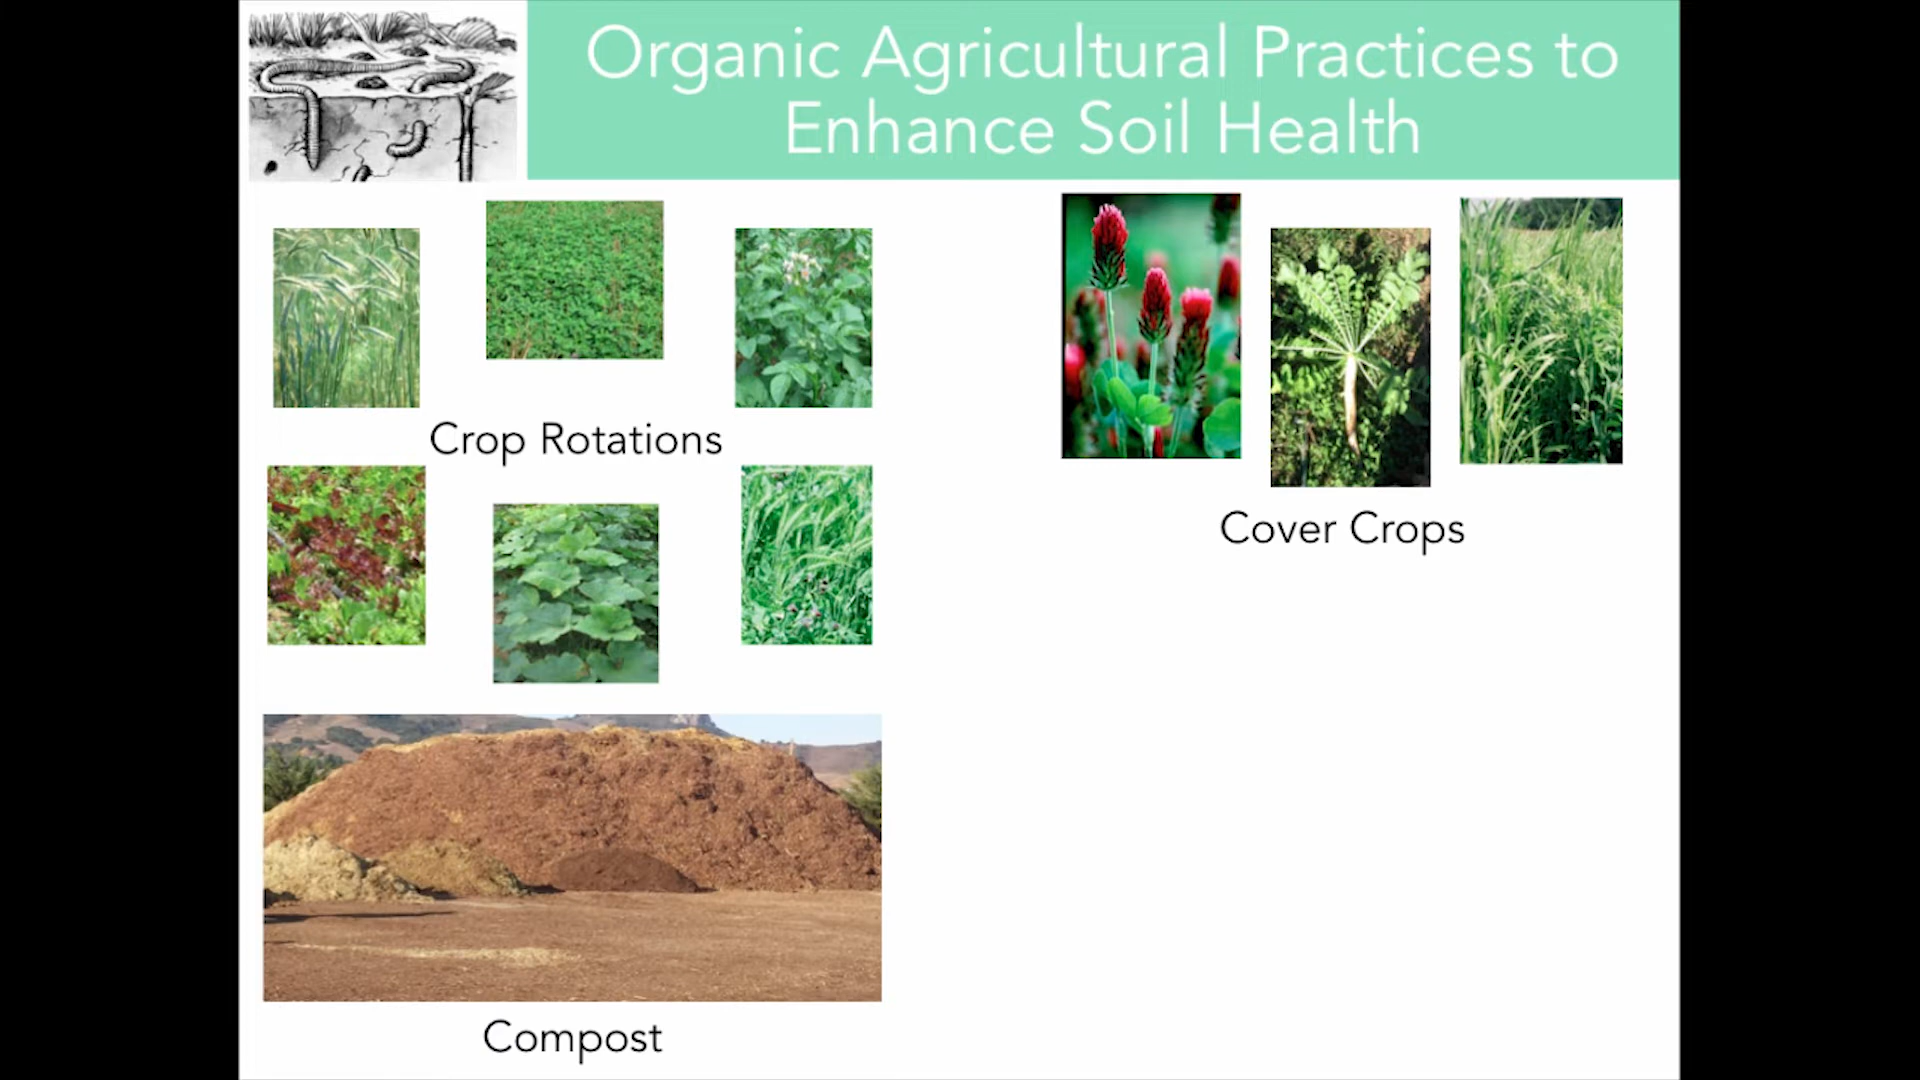 Organic Agricultural Practices to
Enhance Soil Health
Crop Rotations
Cover Crops
Compost